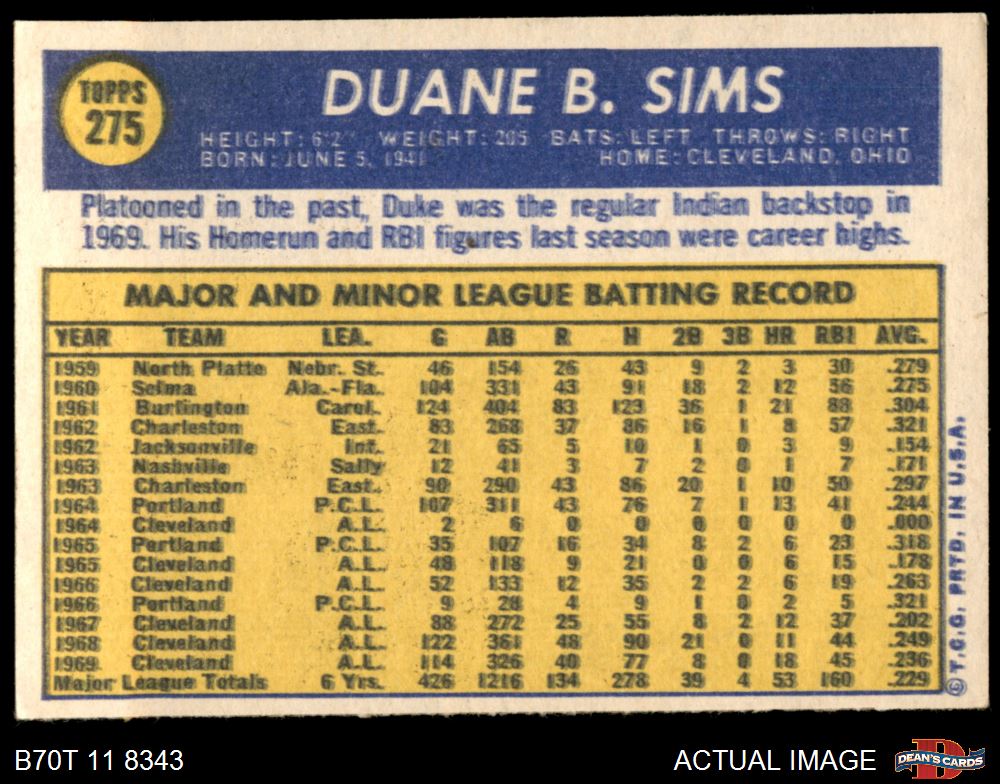 TOPPS
275
DUANE B. SIMS
HEIGHT: 6'2" WEIGHT: 205 BATS: LEFT THROWS: RIGHT
BORN: JUNE 5, 1941 HOME: CLEVELAND, OHIO
Platooned in the past, Duke was the regular Indian backstop in
1969. His Homerun and RBI figures last season were career highs.
MAJOR AND MINOR LEAGUE BATTING RECORD
YEAR TEAM LEA. G AB R H 2B 3B HR RBI AVG.
1959 North Platte Nebr. St. 46 154 26 43 9 2 3 30 .279
1960 Selma Ala.-Fla. 104 331 43 91 18 2 12 56 .275
1961 Burlington Carol. 124 404 83 123 36 1 21 88 .304
1962 Charleston East. 83 268 37 86 16 1 8 57 .321
1962 Jacksonville Int. 21 65 5 10 1 0 3 9 .154
1963 Nashville Sally 12 41 3 7 2 0 1 7 .171
1963 Charleston East. 90 290 43 86 20 1 10 50 .297
1964 Portland P.C.L. 107 311 43 76 7 1 13 41 .244
1964 Cleveland A.L. 2 6 0 0 0 0 0 0 .000
1965 Portland P.C.L. 35 107 16 34 8 2 6 23 .318
1965 Cleveland A.L. 48 118 9 21 0 0 6 15 .178
1966 Cleveland A.L. 52 133 12 35 2 2 6 19 .263
1966 Portland P.C.L. 9 28 4 9 1 0 2 5 .321
1967 Cleveland A.L. 88 272 25 55 8 2 12 37 .202
1968 Cleveland A.L. 122 361 48 90 21 0 11 44 .249
1969 Cleveland A.L. 114 326 40 77 8 0 18 45 .236
Major League Totals 6 Yrs. 426 1216 134 278 39 4 53 160 .229
© T.C.G. PRTD. IN U.S.A.
B70T 11 8343
ACTUAL IMAGE
DEAN'S CARDS